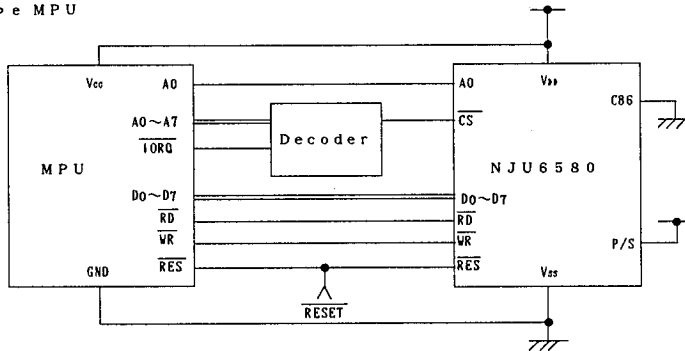 pe MPU
Vcc
A0
A0~A7
IORQ
MPU
D0~D7
RD
WR
GND
RES
Decoder
RESET
VDD
A0
C86
CS
NJU6580
D0~D7
RD
WR
P/S
RES
VSS